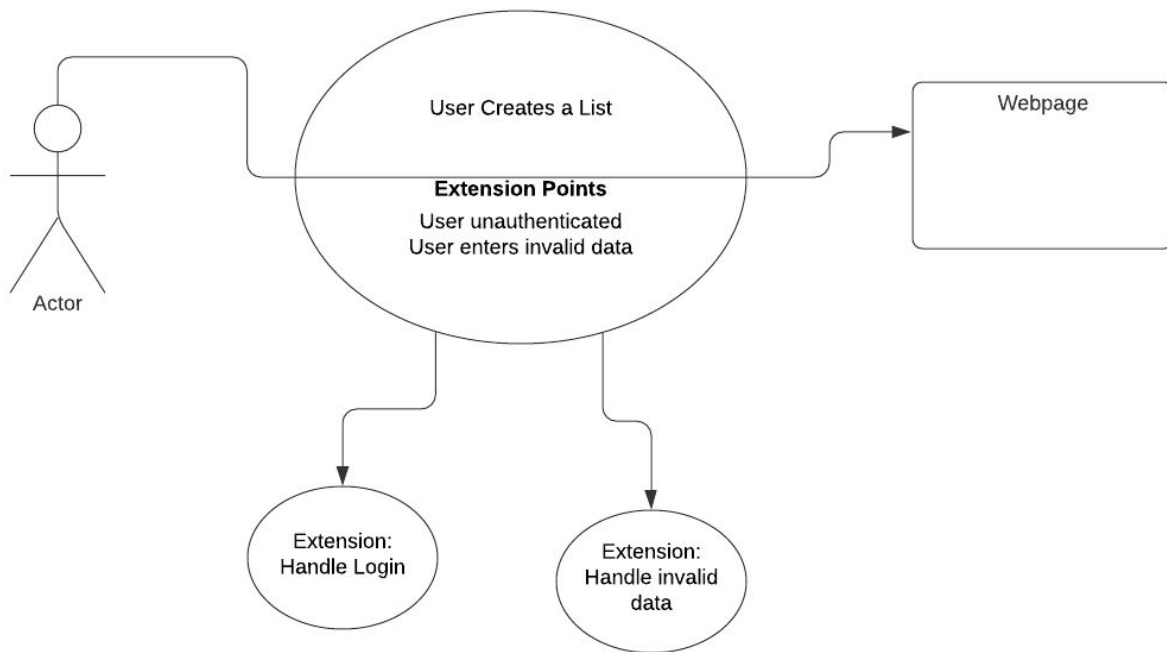 User Creates a List
Webpage
Extension Points
User unauthenticated
User enters invalid data
Actor
Extension:
Handle Login
Extension:
Handle invalid
data